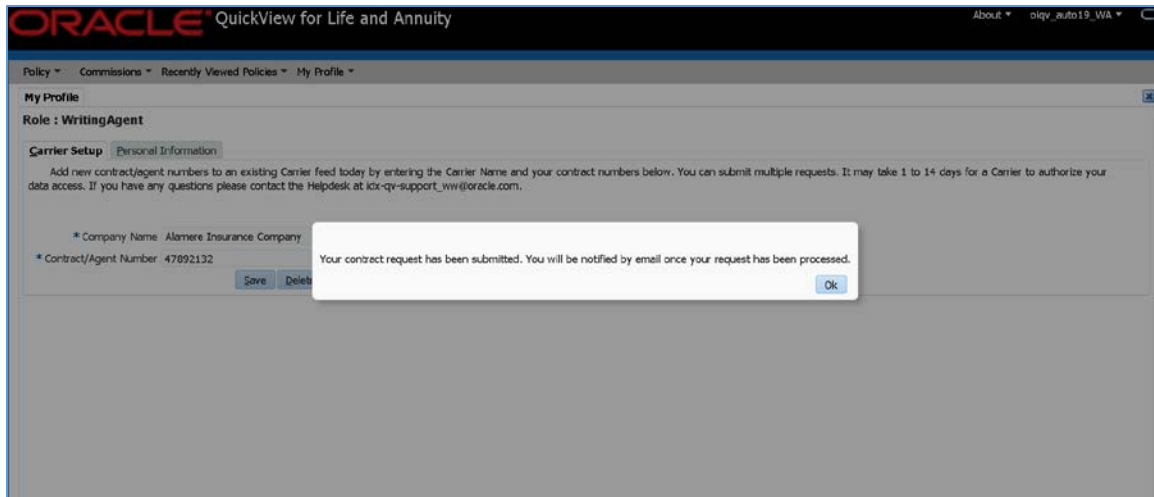 ORACLE QuickView for Life and Annuity About oiqv_auto19_WA
Policy Commissions Recently Viewed Policies My Profile
My Profile
Role : WritingAgent
Carrier Setup Personal Information
Add new contract/agent numbers to an existing Carrier feed today by entering the Carrier Name and your contract numbers below. You can submit multiple requests. It may take 1 to 14 days for a Carrier to authorize your
data access. If you have any questions please contact the Helpdesk at idx-qv-support_ww@oracle.com.
* Company Name Alamere Insurance Company
* Contract/Agent Number 47892132
Your contract request has been submitted. You will be notified by email once your request has been processed.
Save Delete
Ok